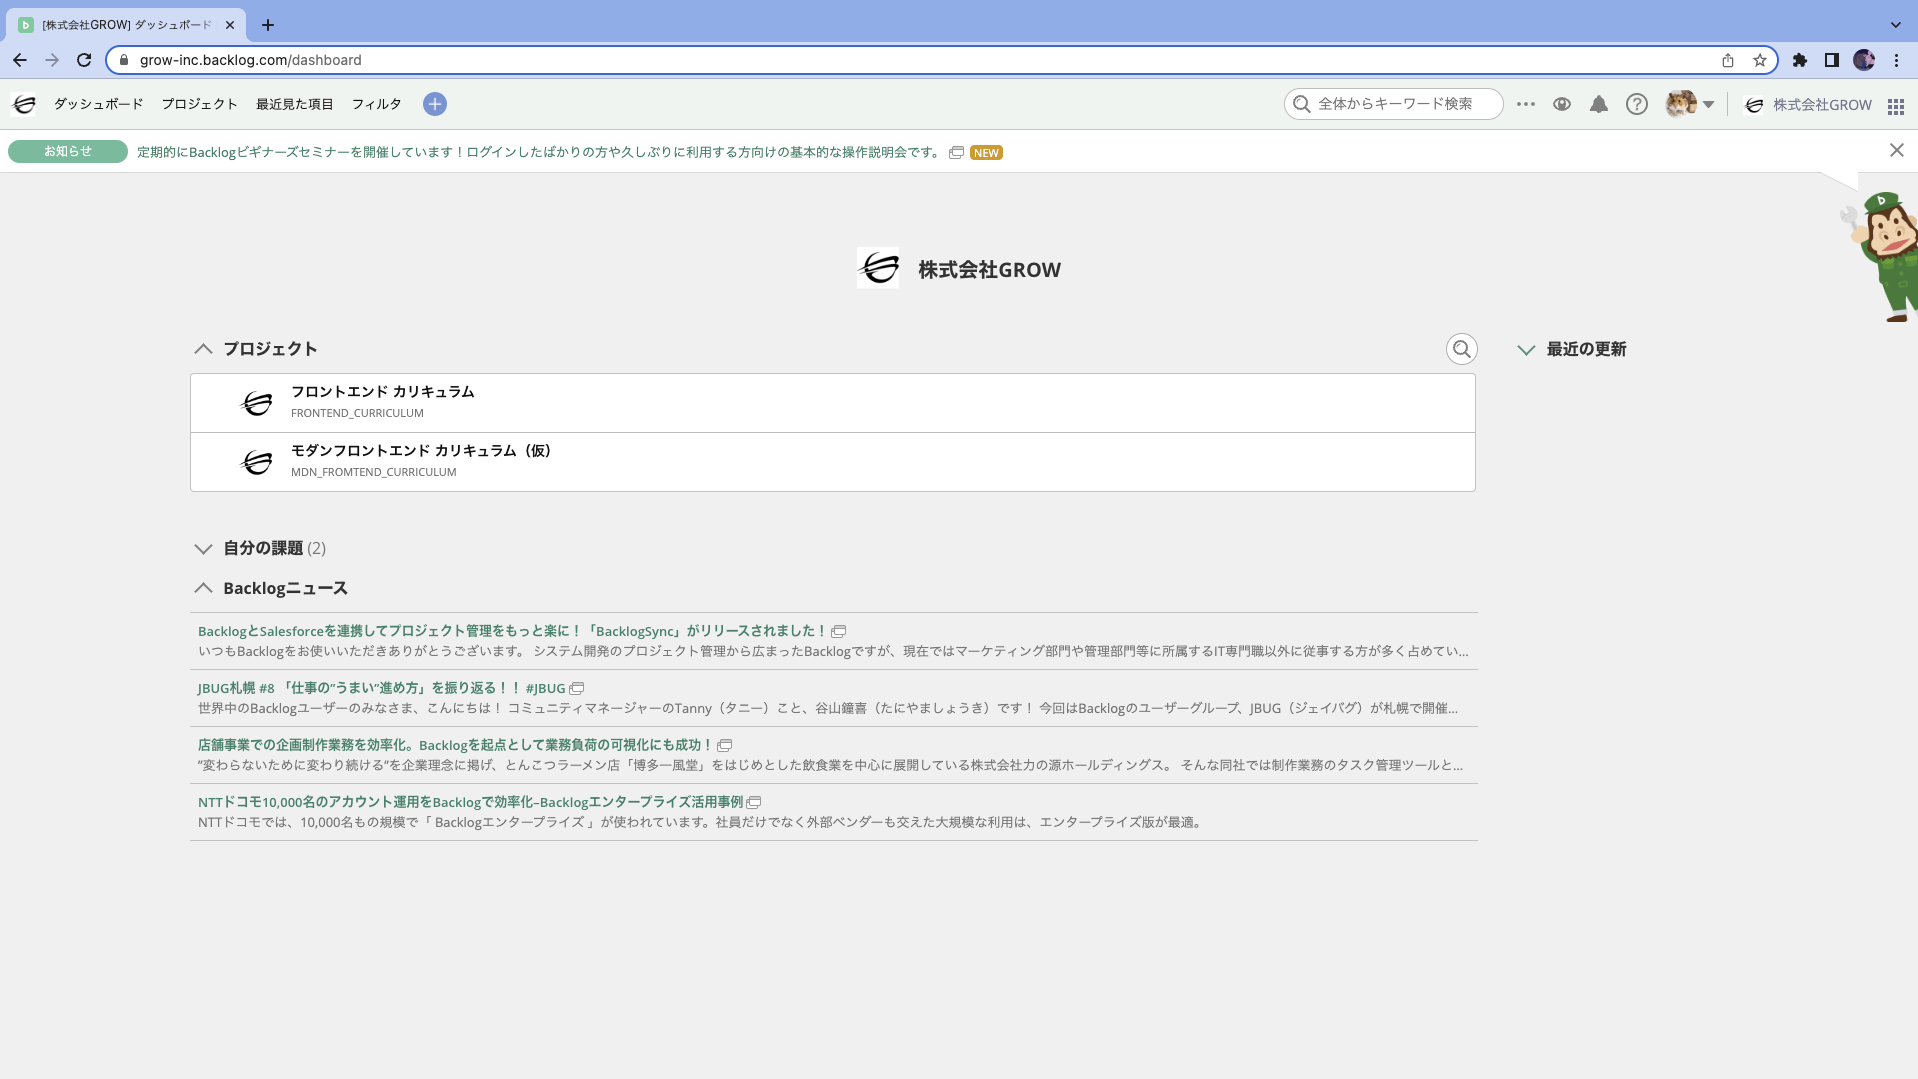 [株式会社GROW] ダッシュボード
grow-inc.backlog.com/dashboard
ダッシュボード プロジェクト 最近見た項目 フィルタ 全体からキーワード検索 株式会社GROW
お知らせ 定期的にBacklogビギナーズセミナーを開催しています！ログインしたばかりの方や久しぶりに利用する方向けの基本的な操作説明会です。 NEW
株式会社GROW
プロジェクト
フロントエンド カリキュラム
FRONTEND_CURRICULUM
モダンフロントエンド カリキュラム（仮）
MDN_FROMTEND_CURRICULUM
最近の更新
自分の課題 (2)
Backlogニュース
BacklogとSalesforceを連携してプロジェクト管理をもっと楽に！「BacklogSync」がリリースされました！
いつもBacklogをお使いいただきありがとうございます。 システム開発のプロジェクト管理から広まったBacklogですが、現在ではマーケティング部門や管理部門等に所属するIT専門職以外に従事する方が多く占めてい...
JBUG札幌 #8 「仕事の”うまい”進め方」を振り返る！！ #JBUG
世界中のBacklogユーザーのみなさま、こんにちは！ コミュニティマネージャーのTanny（タニー）こと、谷山鐘喜（たにやましょうき）です！ 今回はBacklogのユーザーグループ、JBUG（ジェイバグ）が札幌で開催...
店舗事業での企画制作業務を効率化。Backlogを起点として業務負荷の可視化にも成功！
”変わらないために変わり続ける”を企業理念に掲げ、とんこつラーメン店「博多一風堂」をはじめとした飲食業を中心に展開している株式会社力の源ホールディングス。 そんな同社では制作業務のタスク管理ツールと...
NTTドコモ10,000名のアカウント運用をBacklogで効率化–Backlogエンタープライズ活用事例
NTTドコモでは、10,000名もの規模で「 Backlogエンタープライズ 」が使われています。社員だけでなく外部ベンダーも交えた大規模な利用は、エンタープライズ版が最適。